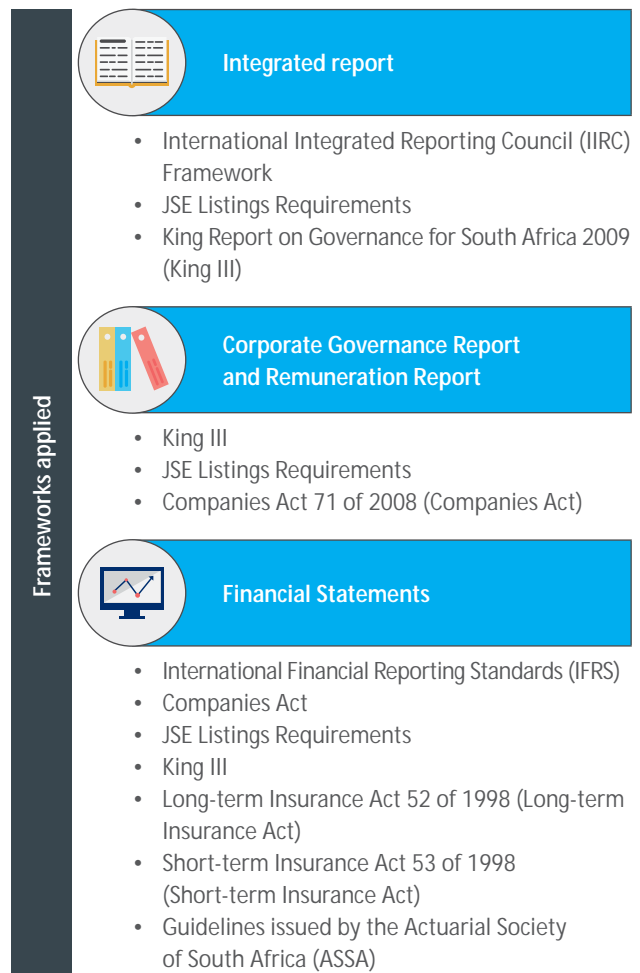 Frameworks applied
Integrated report
• International Integrated Reporting Council (IIRC)
Framework
• JSE Listings Requirements
• King Report on Governance for South Africa 2009
(King III)
Corporate Governance Report
and Remuneration Report
• King III
• JSE Listings Requirements
• Companies Act 71 of 2008 (Companies Act)
Financial Statements
• International Financial Reporting Standards (IFRS)
• Companies Act
• JSE Listings Requirements
• King III
• Long-term Insurance Act 52 of 1998 (Long-term
Insurance Act)
• Short-term Insurance Act 53 of 1998
(Short-term Insurance Act)
• Guidelines issued by the Actuarial Society
of South Africa (ASSA)